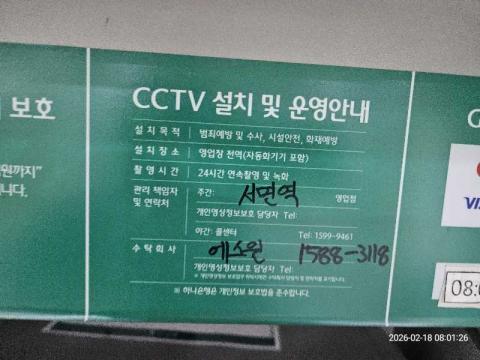 보호
원까지"
니다.
CCTV 설치 및 운영안내
설치목적 범죄예방 및 수사, 시설안전, 화재예방
설치장소 영업장 전역(자동화기기 포함)
촬영시간 24시간 연속촬영 및 녹화
관리 책임자 및 연락처 주간: 서면역 영업점
개인영상정보보호 담당자 Tel:
야간: 콜센터 Tel: 1599-9461
수탁회사 에스원 1588-3118
개인영상정보보호 담당자 Tel:
※ 하나은행은 개인정보 보호법을 준수합니다.
VIS
08:
2026-02-18 08:01:26